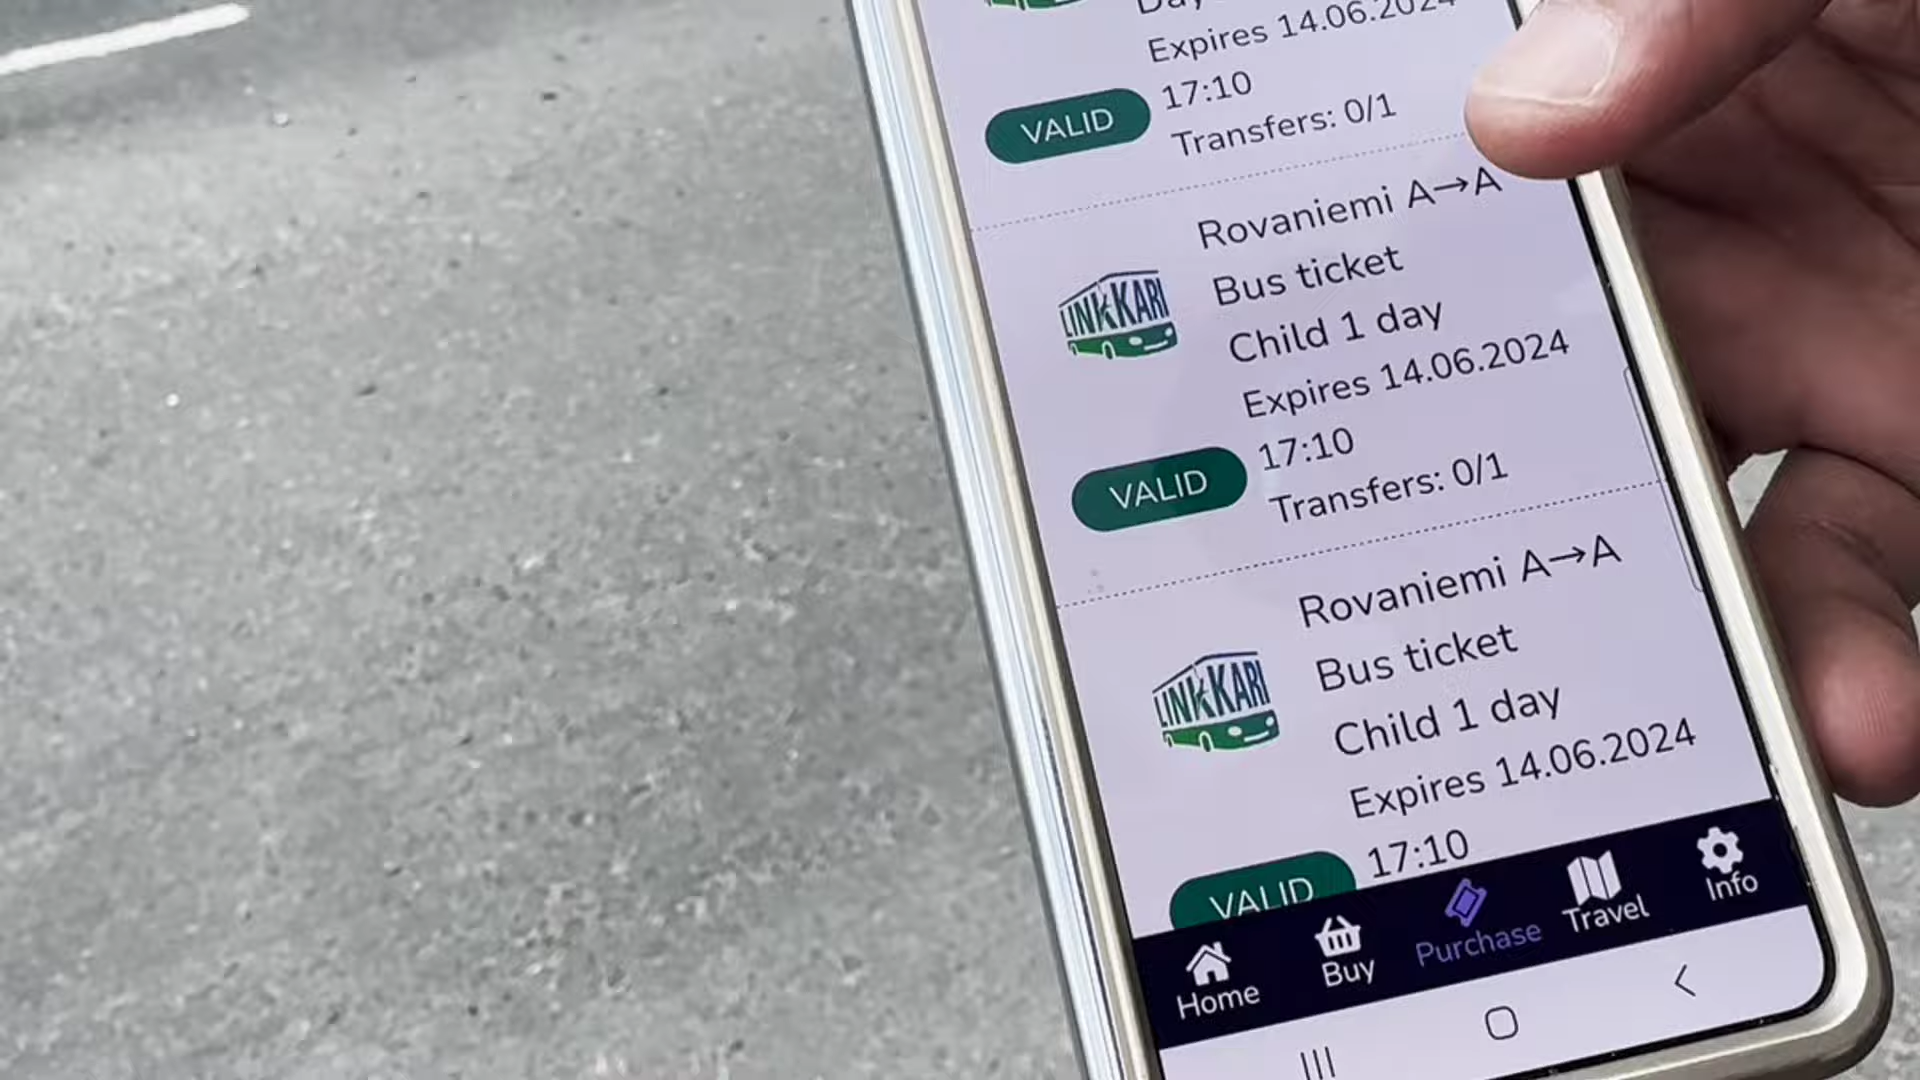 Day
Expires 14.06.2024
17:10
VALID
Transfers: 0/1
Rovaniemi A→A
Bus ticket
LINKKARI
Child 1 day
Expires 14.06.2024
17:10
VALID
Transfers: 0/1
Rovaniemi A→A
Bus ticket
LINKKARI
Child 1 day
Expires 14.06.2024
17:10
VALID
Home
Buy
Purchase
Travel
Info